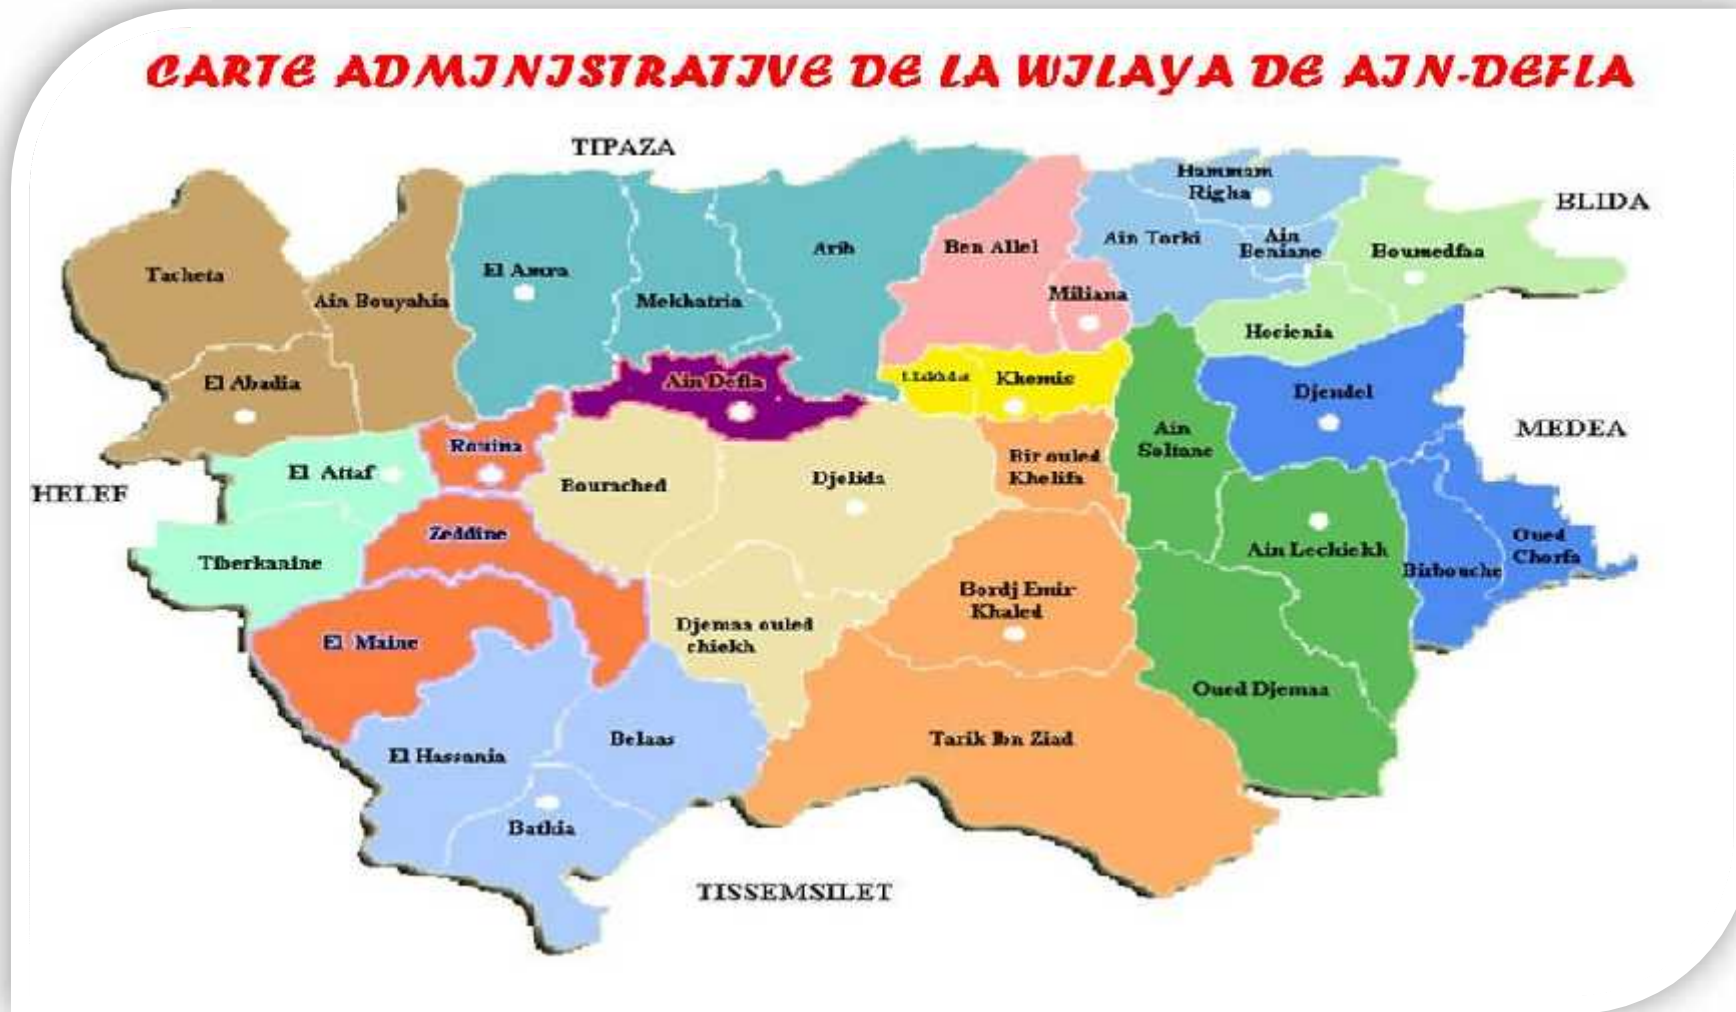 CARTE ADMINISTRATIVE DE LA WILAYA DE AIN-DEFLA
TIPAZA
BLIDA
MEDEA
HELEF
TISSEMSILET
Hammam
Righa
Tacheta
Ain Bouyahia
El Amra
Mekhatria
Arib
Ben Allel
Miliana
Ain Torki
Ain
Beniane
Boumedfaa
Hocienia
El Abadia
Ain Defla
Khemis
Djendel
El Attaf
Rouina
Bourached
Djelida
Bir ouled
Khelifa
Ain
Soltane
Ain Lechiekh
Birbouche
Oued
Chorfa
Tiberkanine
Zeddine
El Maine
Djemaa ouled
chiekh
Bordj Emir
Khaled
Oued Djemaa
El Hassania
Belaas
Tarik Ibn Ziad
Bathia